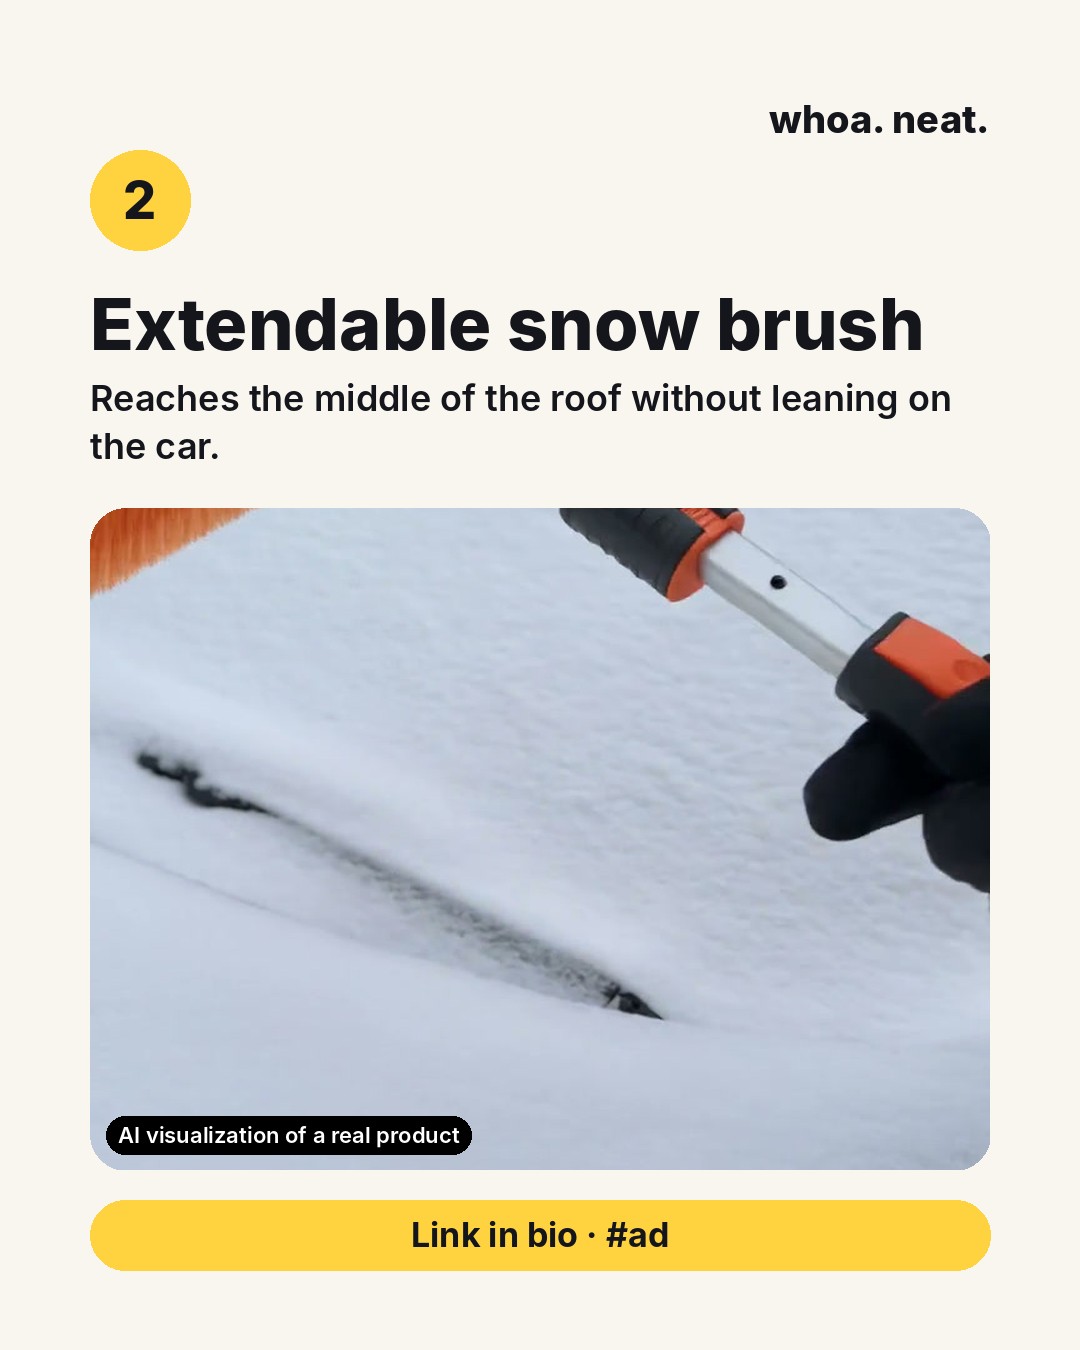 whoa. neat.
2
Extendable snow brush
Reaches the middle of the roof without leaning on
the car.
AI visualization of a real product
Link in bio · #ad